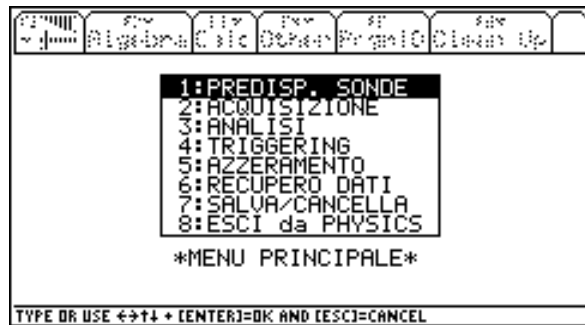 Algebra Calc Other PrgmIO Clean Up
1:PREDISP. SONDE
2:ACQUISIZIONE
3:ANALISI
4:TRIGGERING
5:AZZERAMENTO
6:RECUPERO DATI
7:SALVA/CANCELLA
8:ESCI da PHYSICS
*MENU PRINCIPALE*
TYPE OR USE ←→↑↓ + [ENTER]=OK AND [ESC]=CANCEL